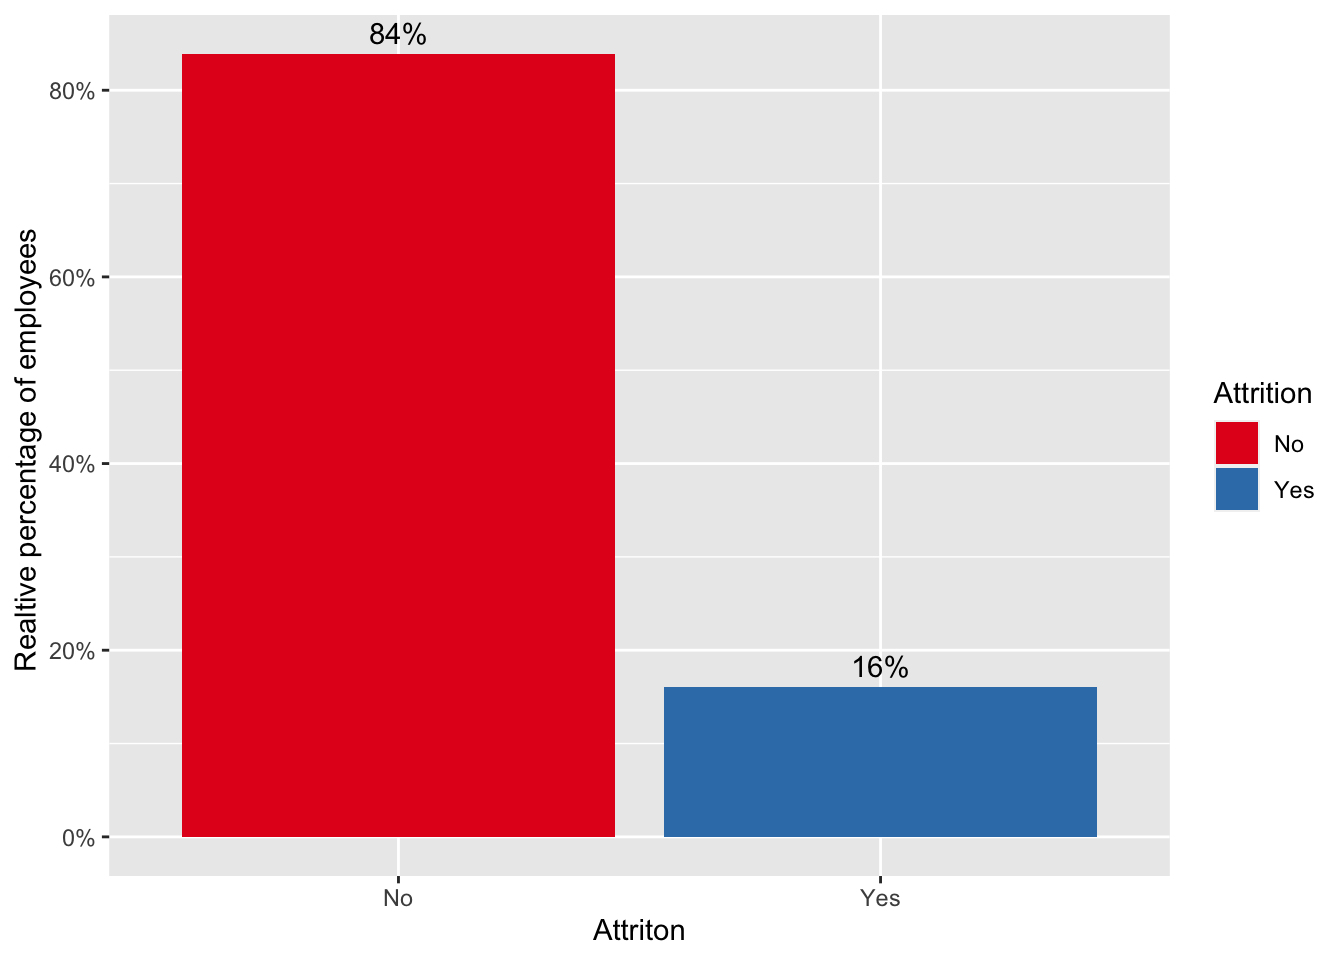 84%
80%
60%
40%
20%
0%
16%
Realtive percentage of employees
No
Yes
Attriton
Attrition
No
Yes